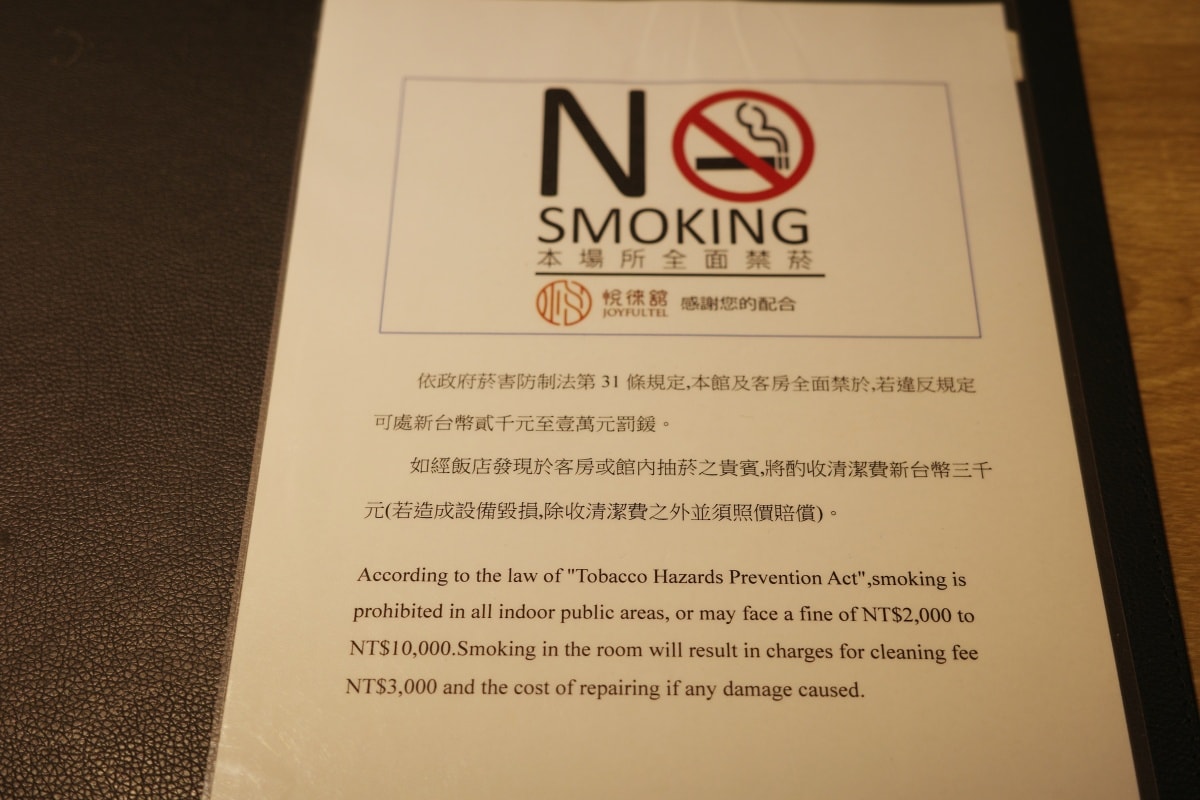 N
SMOKING
本場所全面禁菸
悅徠館 感謝您的配合
JOYFULTEL
依政府菸害防制法第 31 條規定,本館及客房全面禁於,若違反規定
可處新台幣貳千元至壹萬元罰鍰。
如經飯店發現於客房或館內抽菸之貴賓,將酌收清潔費新台幣三千
元(若造成設備毀損,除收清潔費之外並須照價賠償)。
According to the law of "Tobacco Hazards Prevention Act",smoking is
prohibited in all indoor public areas, or may face a fine of NT$2,000 to
NT$10,000.Smoking in the room will result in charges for cleaning fee
NT$3,000 and the cost of repairing if any damage caused.